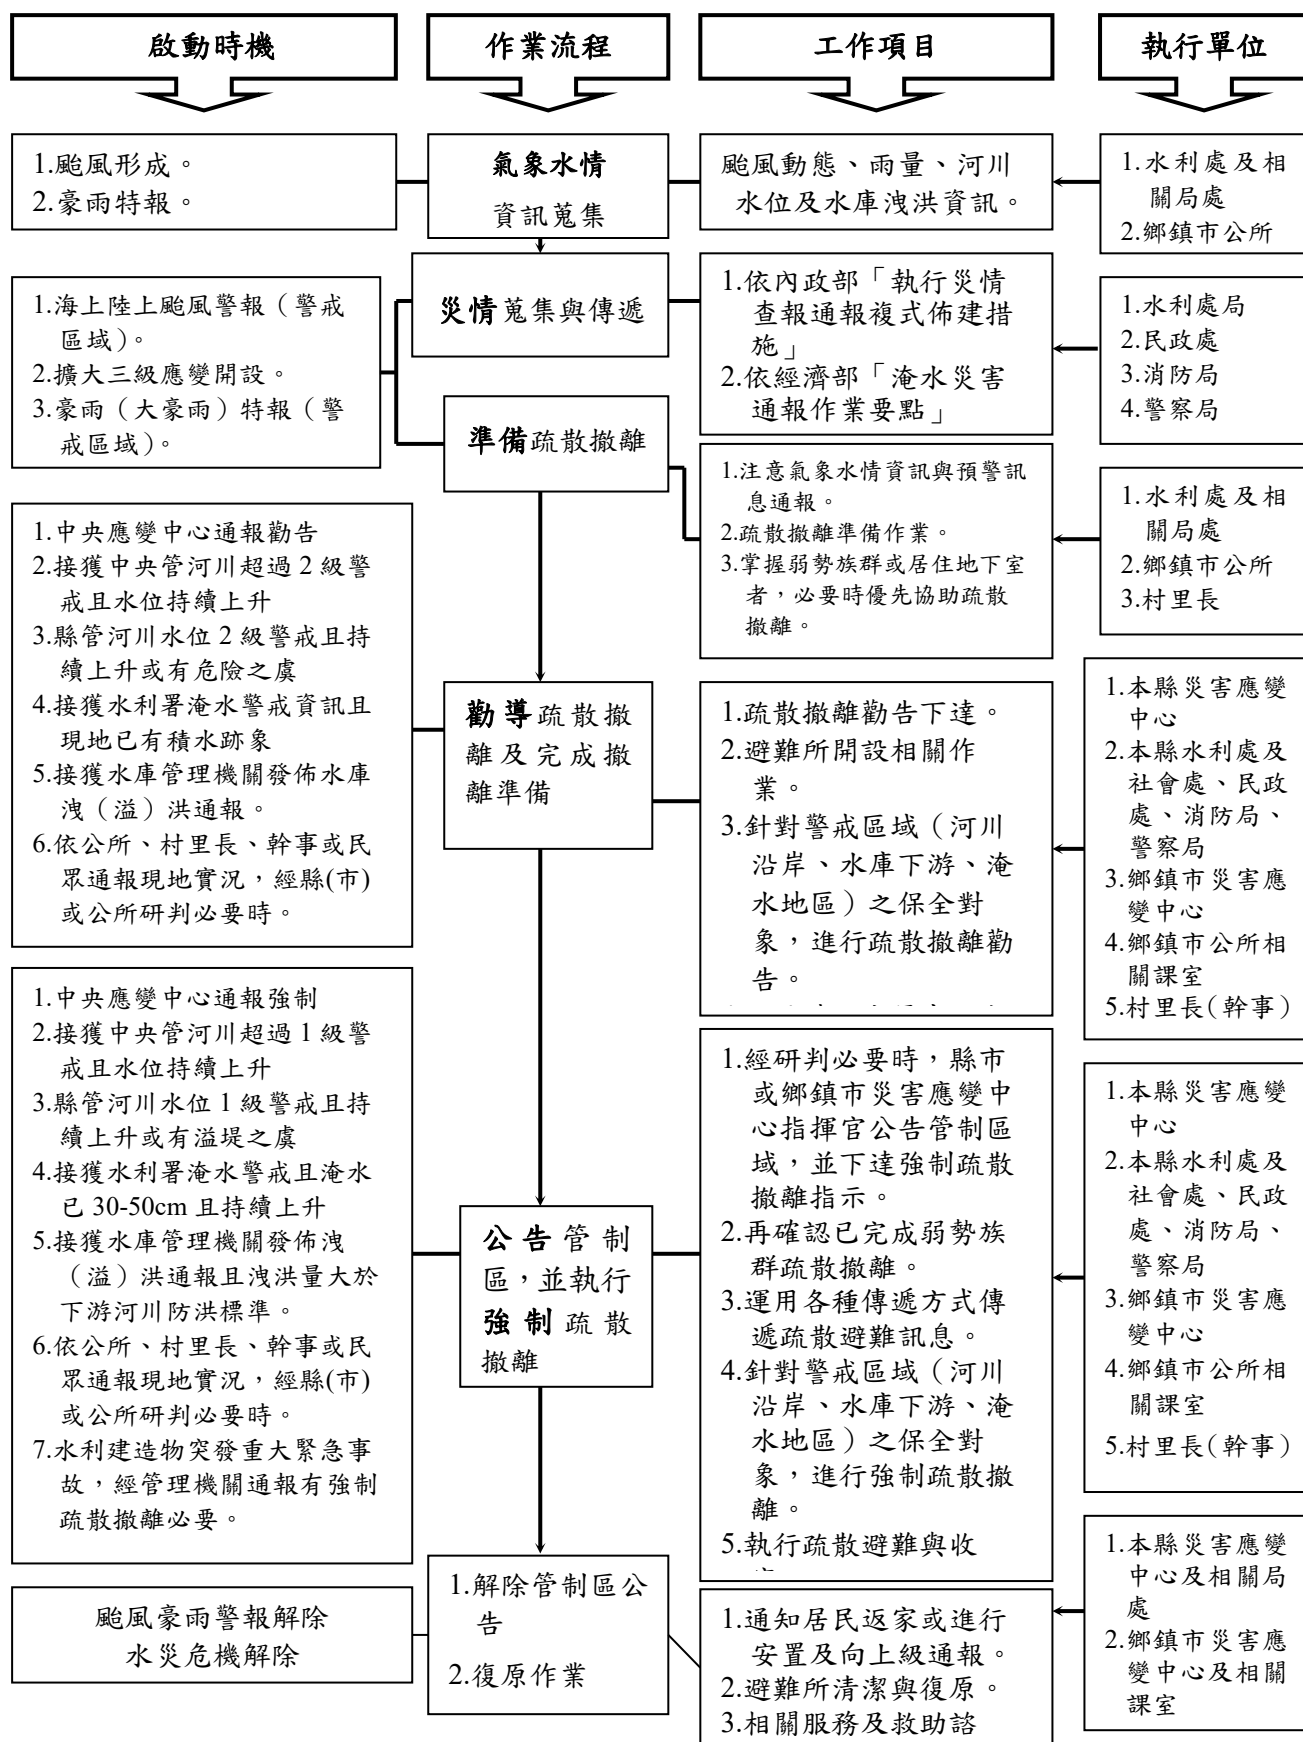 啟動時機
作業流程
工作項目
執行單位
1.颱風形成。
2.豪雨特報。
氣象水情
資訊蒐集
颱風動態、雨量、河川
水位及水庫洩洪資訊。
1.水利處及相
關局處
2.鄉鎮市公所
1.海上陸上颱風警報（警戒
區域）。
2.擴大三級應變開設。
3.豪雨（大豪雨）特報（警
戒區域）。
災情蒐集與傳遞
1.依內政部「執行災情
查報通報複式佈建措
施」
2.依經濟部「淹水災害
通報作業要點」
1.水利處局
2.民政處
3.消防局
4.警察局
準備疏散撤離
1.注意氣象水情資訊與預警訊
息通報。
2.疏散撤離準備作業。
3.掌握弱勢族群或居住地下室
者，必要時優先協助疏散
撤離。
1.水利處及相
關局處
2.鄉鎮市公所
3.村里長
1.中央應變中心通報勸告
2.接獲中央管河川超過 2 級警
戒且水位持續上升
3.縣管河川水位 2 級警戒且持
續上升或有危險之虞
4.接獲水利署淹水警戒資訊且
現地已有積水跡象
5.接獲水庫管理機關發佈水庫
洩（溢）洪通報。
6.依公所、村里長、幹事或民
眾通報現地實況，經縣(市)
或公所研判必要時。
勸導疏散撤
離及完成撤
離準備
1.疏散撤離勸告下達。
2.避難所開設相關作
業。
3.針對警戒區域（河川
沿岸、水庫下游、淹
水地區）之保全對
象，進行疏散撤離勸
告。
1.本縣災害應變
中心
2.本縣水利處及
社會處、民政
處、消防局、
警察局
3.鄉鎮市災害應
變中心
4.鄉鎮市公所相
關課室
5.村里長(幹事)
1.中央應變中心通報強制
2.接獲中央管河川超過 1 級警
戒且水位持續上升
3.縣管河川水位 1 級警戒且持
續上升或有溢堤之虞
4.接獲水利署淹水警戒且淹水
已 30-50cm 且持續上升
5.接獲水庫管理機關發佈洩
（溢）洪通報且洩洪量大於
下游河川防洪標準。
6.依公所、村里長、幹事或民
眾通報現地實況，經縣(市)
或公所研判必要時。
7.水利建造物突發重大緊急事
故，經管理機關通報有強制
疏散撤離必要。
公告管制
區，並執行
強制疏散
撤離
1.經研判必要時，縣市
或鄉鎮市災害應變中
心指揮官公告管制區
域，並下達強制疏散
撤離指示。
2.再確認已完成弱勢族
群疏散撤離。
3.運用各種傳遞方式傳
遞疏散避難訊息。
4.針對警戒區域（河川
沿岸、水庫下游、淹
水地區）之保全對
象，進行強制疏散撤
離。
5.執行疏散避難與收
1.本縣災害應變
中心
2.本縣水利處及
社會處、民政
處、消防局、
警察局
3.鄉鎮市災害應
變中心
4.鄉鎮市公所相
關課室
5.村里長(幹事)
颱風豪雨警報解除
水災危機解除
1.解除管制區公
告
2.復原作業
1.通知居民返家或進行
安置及向上級通報。
2.避難所清潔與復原。
3.相關服務及救助諮
1.本縣災害應變
中心及相關局
處
2.鄉鎮市災害應
變中心及相關
課室